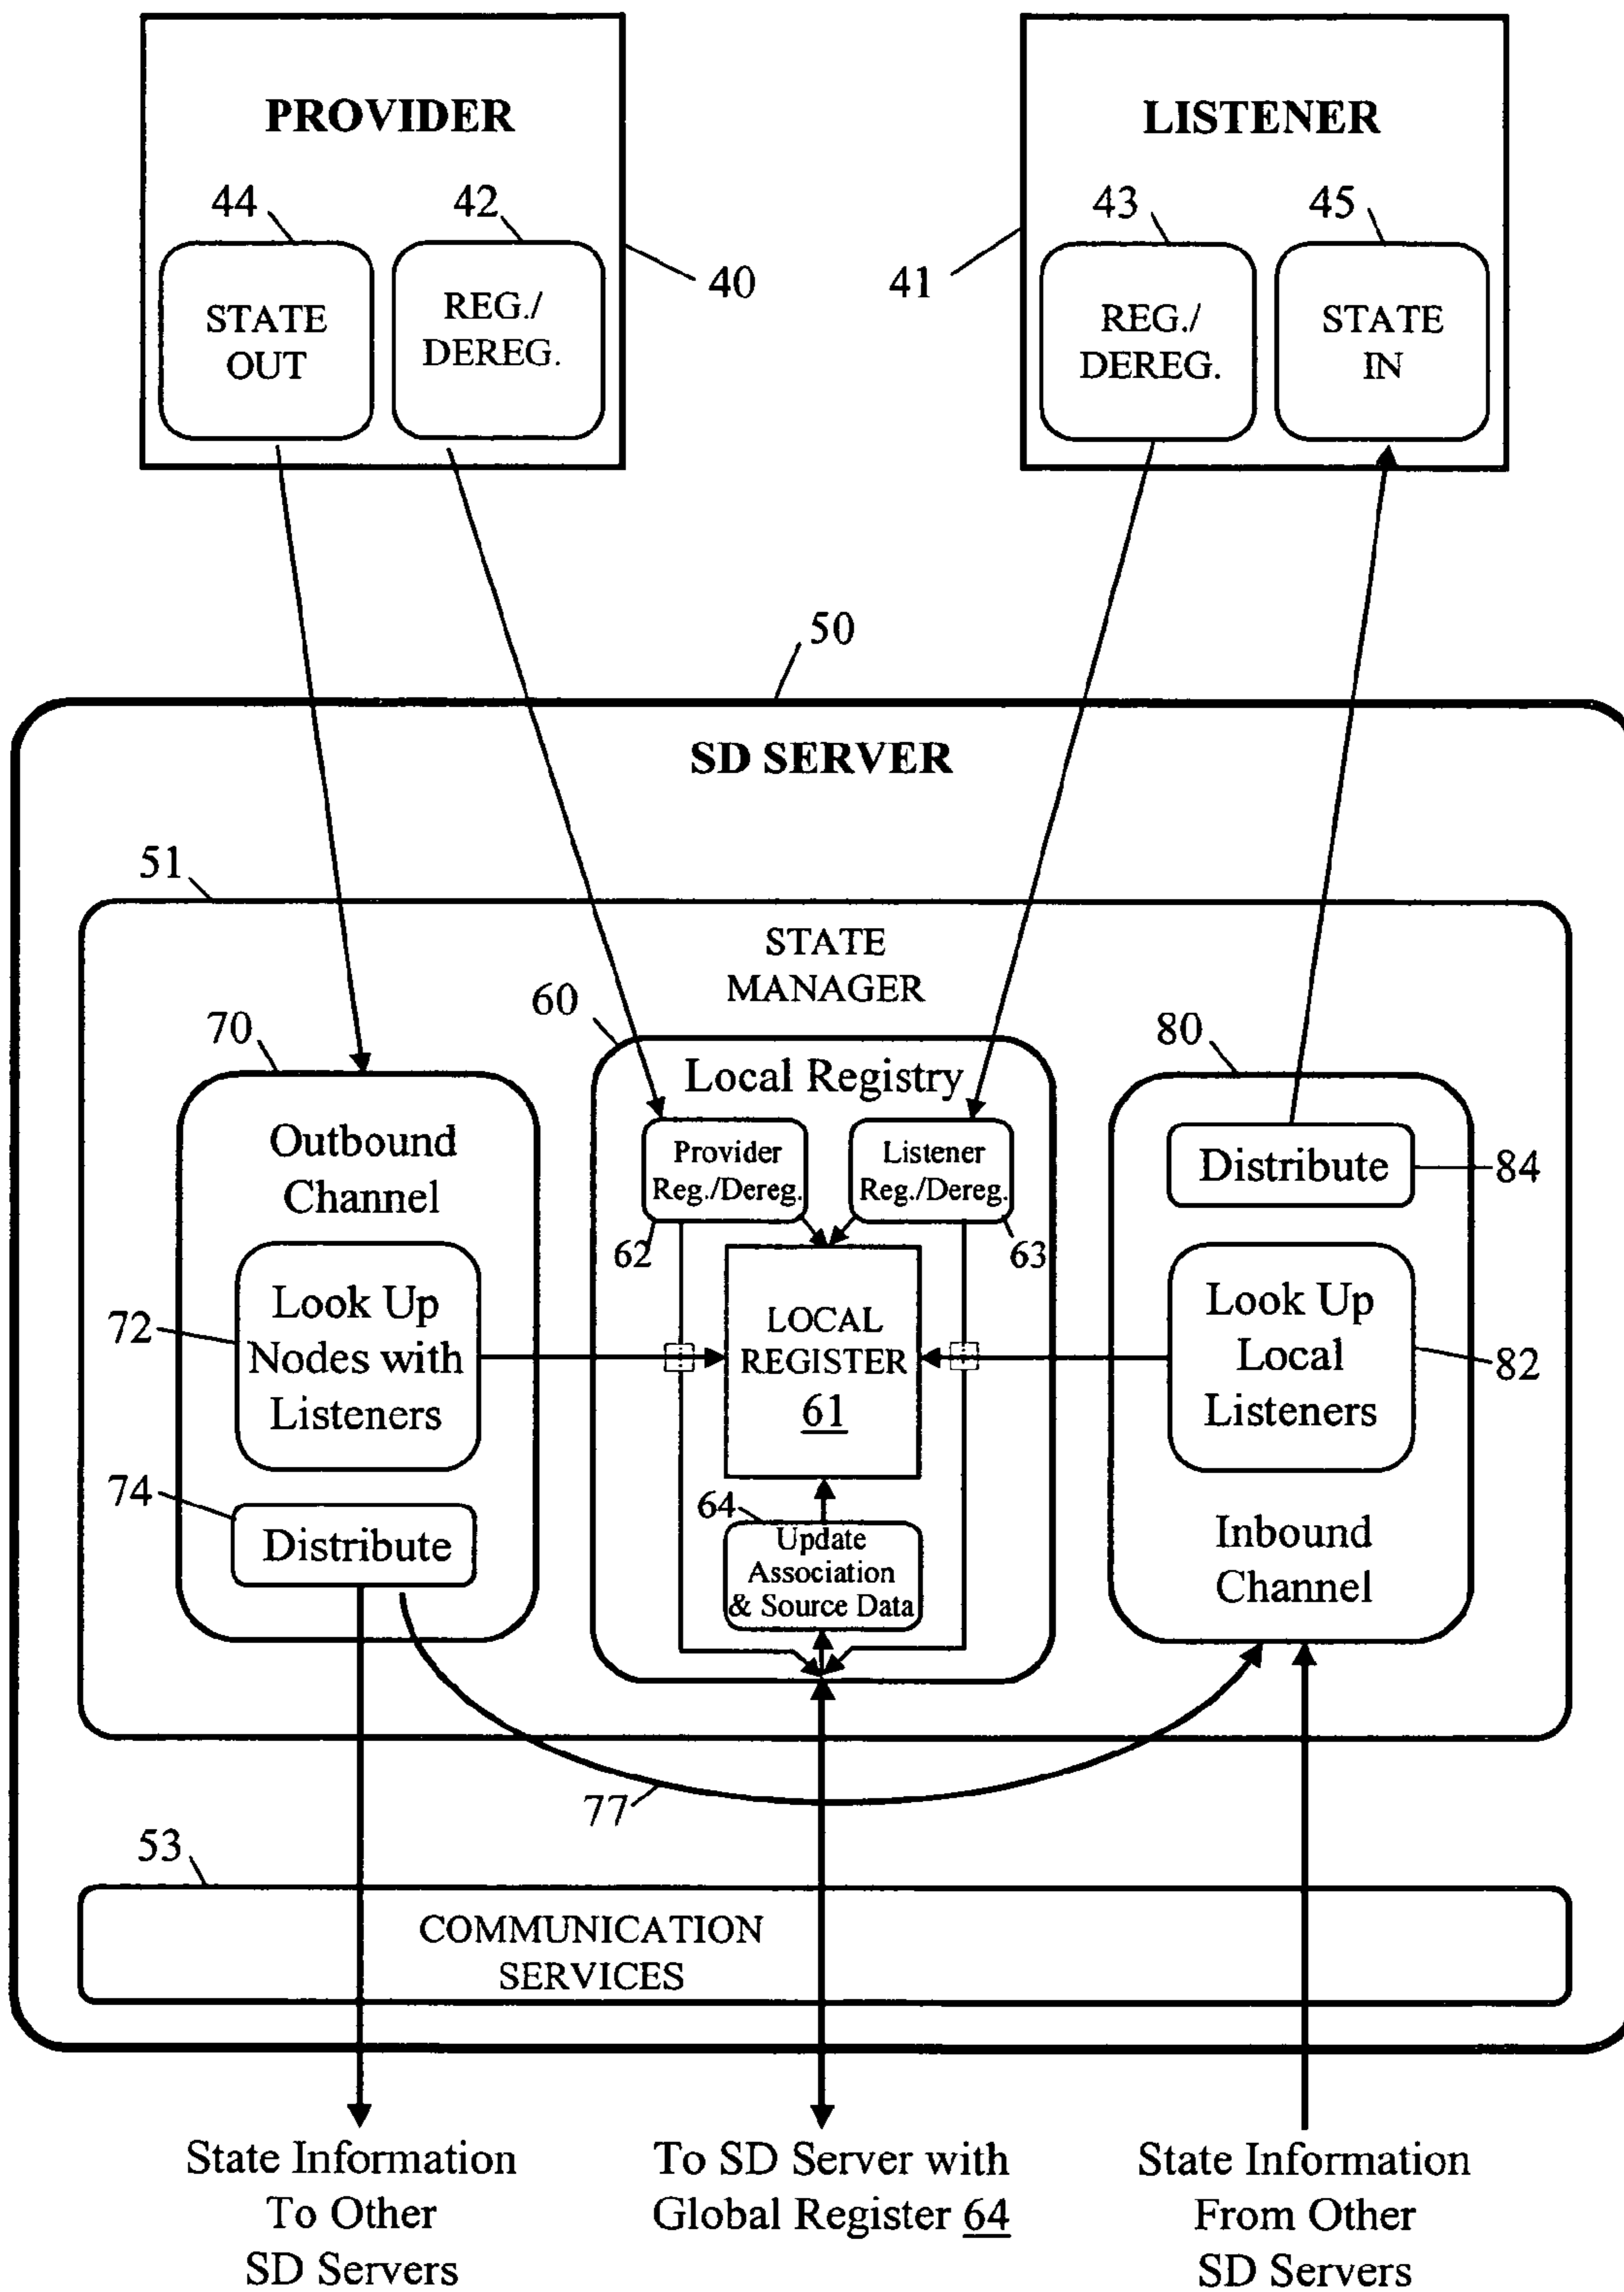 PROVIDER
LISTENER
44
42
43
45
STATE
OUT
REG./
DEREG.
40
41
REG./
DEREG.
STATE
IN
50
SD SERVER
51
STATE
MANAGER
70
60
80
Local Registry
Outbound
Channel
Provider
Reg./Dereg.
Listener
Reg./Dereg.
Distribute
84
62
63
72
Look Up
Nodes with
Listeners
LOCAL
REGISTER
61
Look Up
Local
Listeners
82
74
Distribute
64
Update
Association
& Source Data
Inbound
Channel
77
53
COMMUNICATION
SERVICES
State Information
To Other
SD Servers
To SD Server with
Global Register 64
State Information
From Other
SD Servers